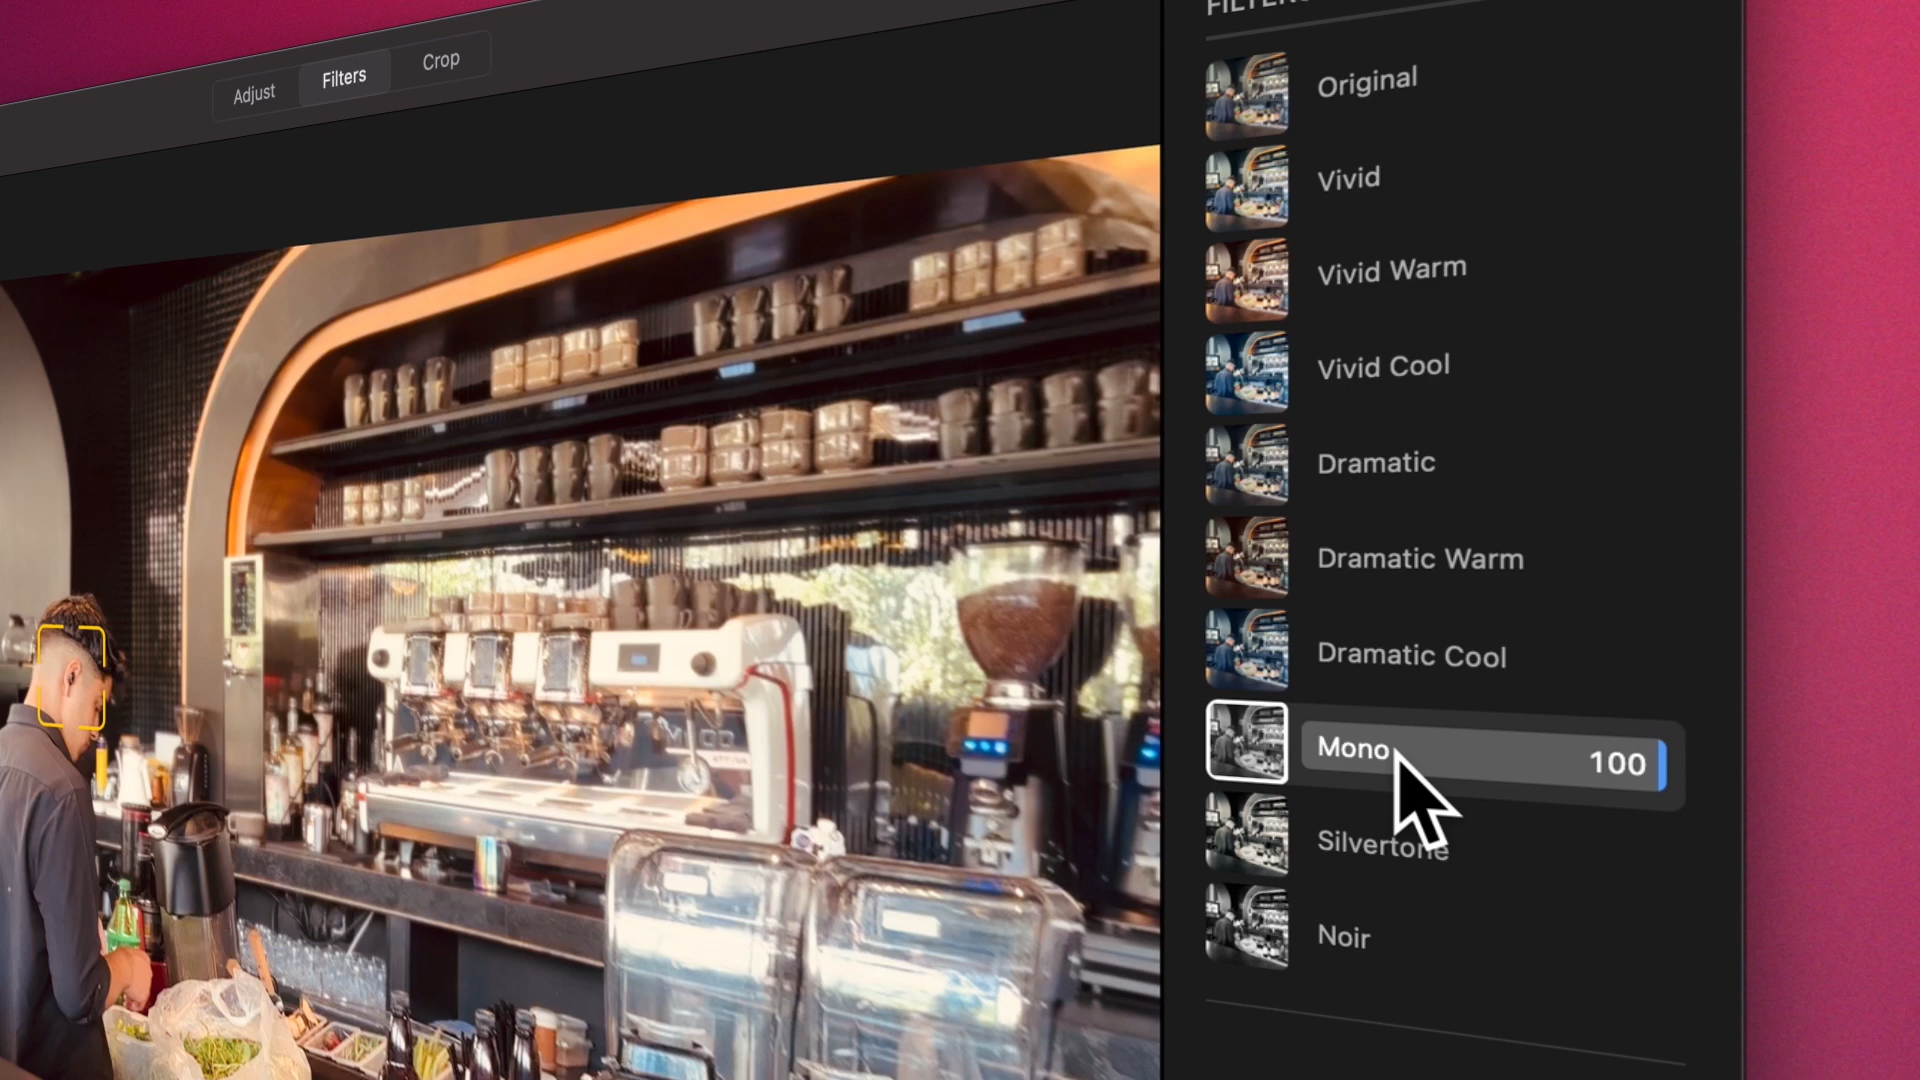 Adjust
Filters
Crop
Original
Vivid
Vivid Warm
Vivid Cool
Dramatic
Dramatic Warm
Dramatic Cool
Mono
100
Silvertone
Noir